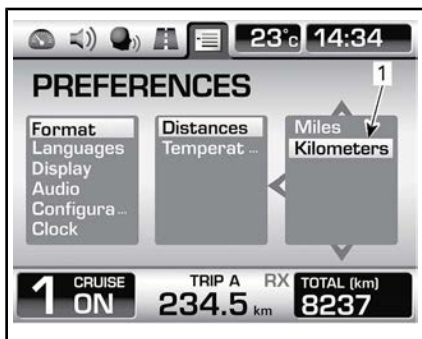 23°c 14:34
1
PREFERENCES
Format
Languages
Display
Audio
Configura...
Clock
Distances
Temperat...
Miles
Kilometers
1 CRUISE ON
TRIP A
234.5 km
RX
TOTAL (km)
8237